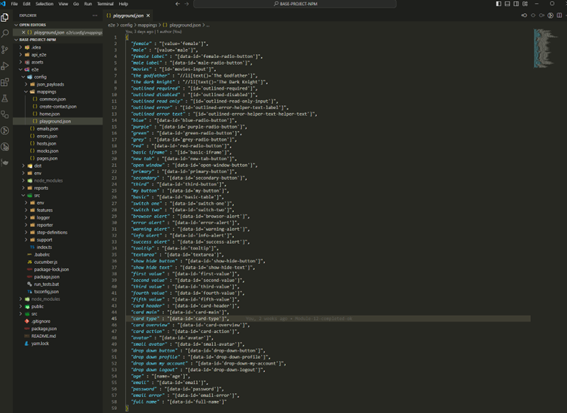 File Edit Selection View Go Run Terminal Help
BASE-PROJECT-NPM
EXPLORER
OPEN EDITORS
playground.json e2e\config\mappings
BASE-PROJECT-NPM
.idea
api_e2e
assets
e2e
config
json_payloads
mappings
common.json
create-contact.json
home.json
playground.json
emails.json
errors.json
hosts.json
mocks.json
pages.json
dist
env
node_modules
reports
src
env
features
logger
reporter
step-definitions
support
index.ts
.babelrc
cucumber.js
package-lock.json
package.json
run_tests.bat
tsconfig.json
node_modules
public
src
.gitignore
package.json
README.md
yarn.lock
playground.json
e2e > config > mappings > playground.json > ...
You, 2 days ago | 1 author (You)
{
"female" : "[value='female']",
"male" : "[value='male']",
"female label" : "[data-id='female-radio-button']",
"male label" : "[data-id='male-radio-button']",
"movies" : "[id='movies-input']",
"the godfather" : "//li[text()='The Godfather']",
"the dark knight" : "//li[text()='The Dark Knight']",
"outlined required" : "[id='outlined-required']",
"outlined disabled" : "[id='outlined-disabled']",
"outlined read only" : "[id='outlined-read-only-input']",
"outlined error" : "[id='outlined-error-helper-text-label']",
"outlined error text" : "[id='outlined-error-helper-text-helper-text']",
"blue" : "[data-id='blue-radio-button']",
"purple" : "[data-id='purple-radio-button']",
"green" : "[data-id='green-radio-button']",
"grey" : "[data-id='grey-radio-button']",
"red" : "[data-id='red-radio-button']",
"basic iframe" : "[id='basic-iframe']",
"new tab" : "[data-id='new-tab-button']",
"open window" : "[data-id='open-window-button']",
"primary" : "[data-id='primary-button']",
"secondary" : "[data-id='secondary-button']",
"third" : "[data-id='third-button']",
"my button" : "[data-id='my button']",
"basic" : "[data-id='basic-table']",
"switch one" : "[data-id='switch-one']",
"switch two" : "[data-id='switch-two']",
"browser alert" : "[data-id='browser-alert']",
"error alert" : "[data-id='error-alert']",
"warning alert" : "[data-id='warning-alert']",
"info alert" : "[data-id='info-alert']",
"success alert" : "[data-id='success-alert']",
"tooltip" : "[data-id='tooltip']",
"textarea" : "[data-id='textarea']",
"show hide button" : "[data-id='show-hide-button']",
"show hide text" : "[data-id='show-hide-text']",
"first value" : "[data-id='first-value']",
"second value" : "[data-id='second-value']",
"third value" : "[data-id='third-value']",
"fourth value" : "[data-id='fourth-value']",
"fifth value" : "[data-id='fifth-value']",
"card header" : "[data-id='card-header']",
"card main" : "[data-id='card-main']",
"card type" : "[data-id='card-type']",
"card overview" : "[data-id='card-overview']",
"card action" : "[data-id='card-action']",
"avatar" : "[data-id='avatar']",
"email avatar" : "[data-id='email-avatar']",
"drop down button" : "[data-id='drop-down-button']",
"drop down profile" : "[data-id='drop-down-profile']",
"drop down my account" : "[data-id='drop-down-my-account']",
"drop down logout" : "[data-id='drop-down-logout']",
"age" : "[name='age']",
"email" : "[data-id='email']",
"password" : "[data-id='password']",
"email error" : "[data-id='email-error']",
"full name" : "[data-id='full-name']"
}